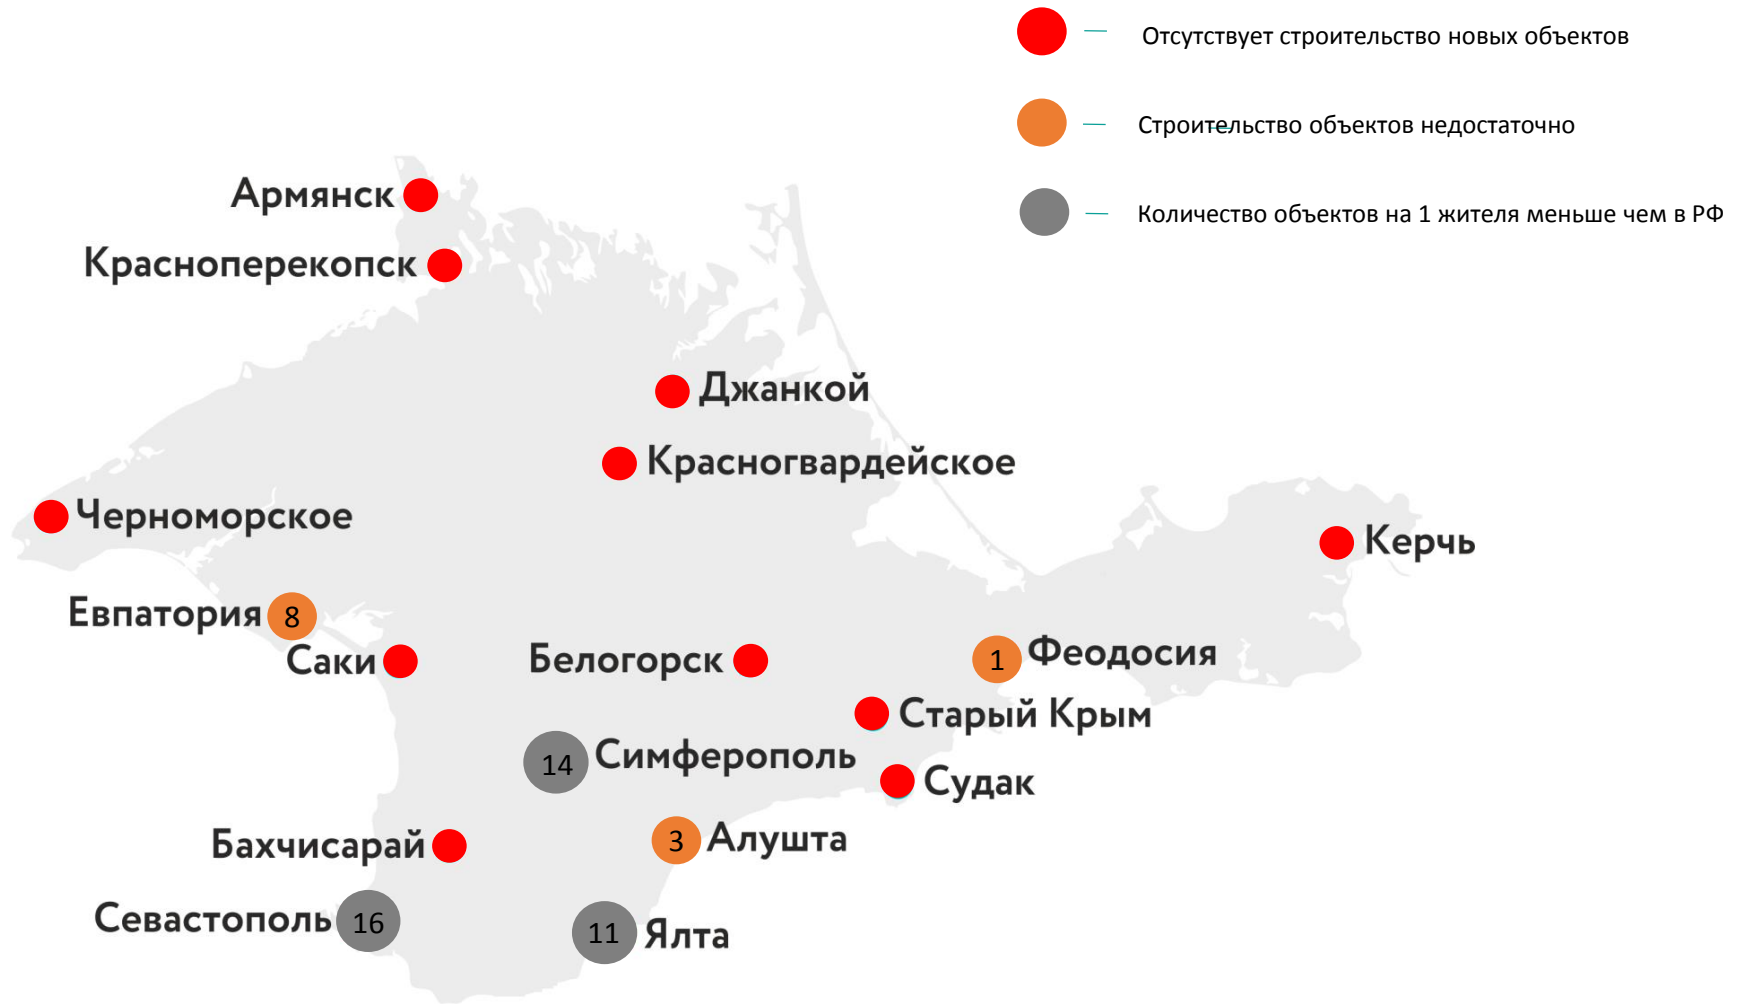 Отсутствует строительство новых объектов
Строительство объектов недостаточно
Количество объектов на 1 жителя меньше чем в РФ
Армянск
Красноперекопск
Джанкой
Красногвардейское
Черноморское
Керчь
Евпатория 8
Саки
Белогорск
1 Феодосия
Старый Крым
14 Симферополь
Судак
Бахчисарай
3 Алушта
Севастополь 16
11 Ялта